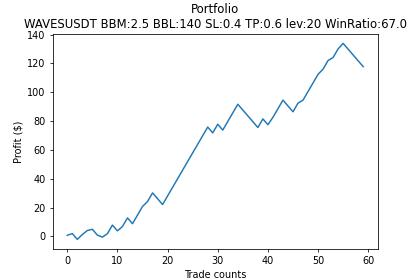 Portfolio
WAVESUSDT BBM:2.5 BBL:140 SL:0.4 TP:0.6 lev:20 WinRatio:67.0
140
120
100
80
60
40
20
0
Profit ($)
0 10 20 30 40 50 60
Trade counts